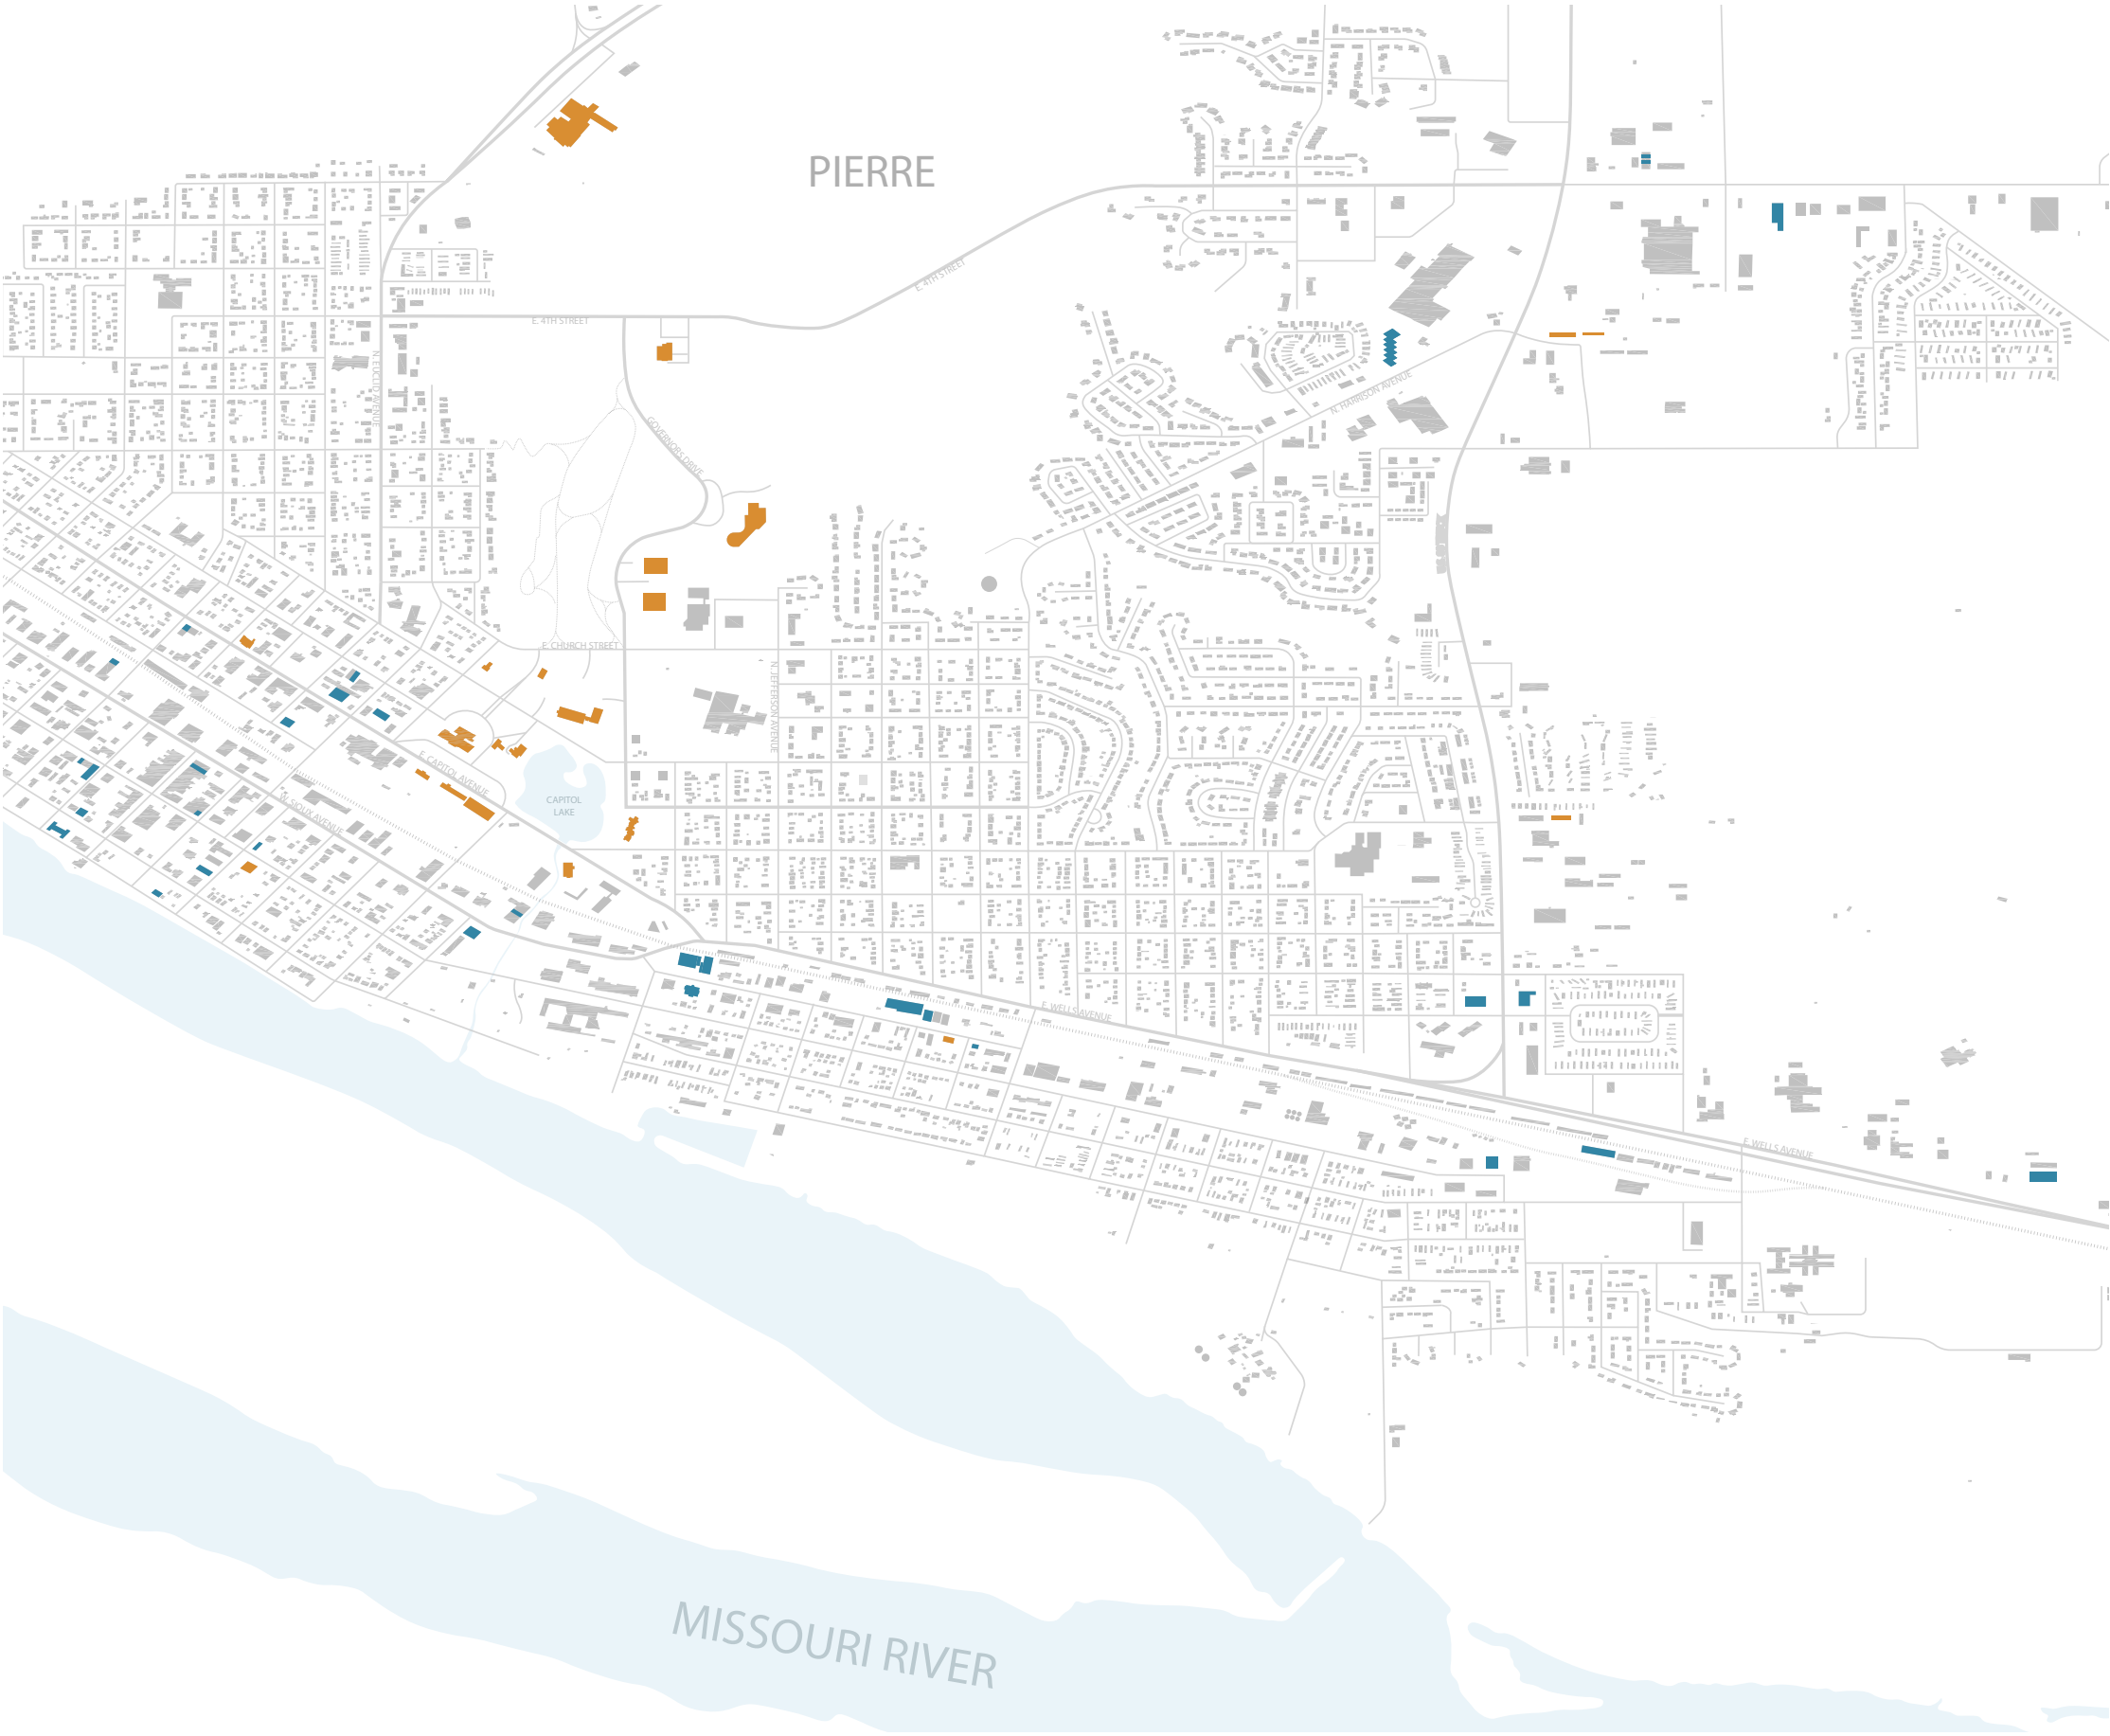 PIERRE
E. 4TH STREET
E. 4TH STREET
N. EUCLID AVENUE
N. HARRISON AVENUE
GOVERNORS DRIVE
E. CHURCH STREET
N. JEFFERSON AVENUE
E. CAPITOL AVENUE
CAPITOL
LAKE
W. SIOUX AVENUE
E. WELLS AVENUE
E. WELLS AVENUE
MISSOURI RIVER